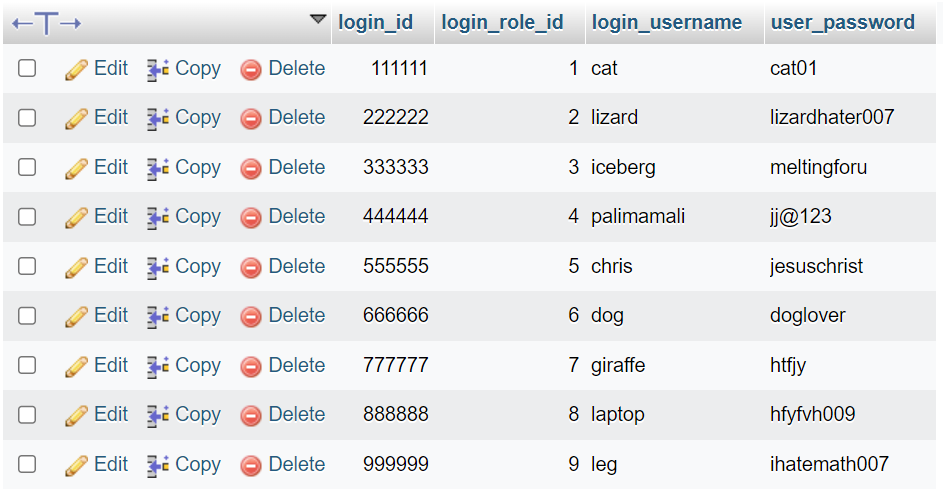 login_id login_role_id login_username user_password
Edit Copy Delete 111111 1 cat cat01
Edit Copy Delete 222222 2 lizard lizardhater007
Edit Copy Delete 333333 3 iceberg meltingforu
Edit Copy Delete 444444 4 palimamali jj@123
Edit Copy Delete 555555 5 chris jesuschrist
Edit Copy Delete 666666 6 dog doglover
Edit Copy Delete 777777 7 giraffe htfjy
Edit Copy Delete 888888 8 laptop hfyfvh009
Edit Copy Delete 999999 9 leg ihatemath007